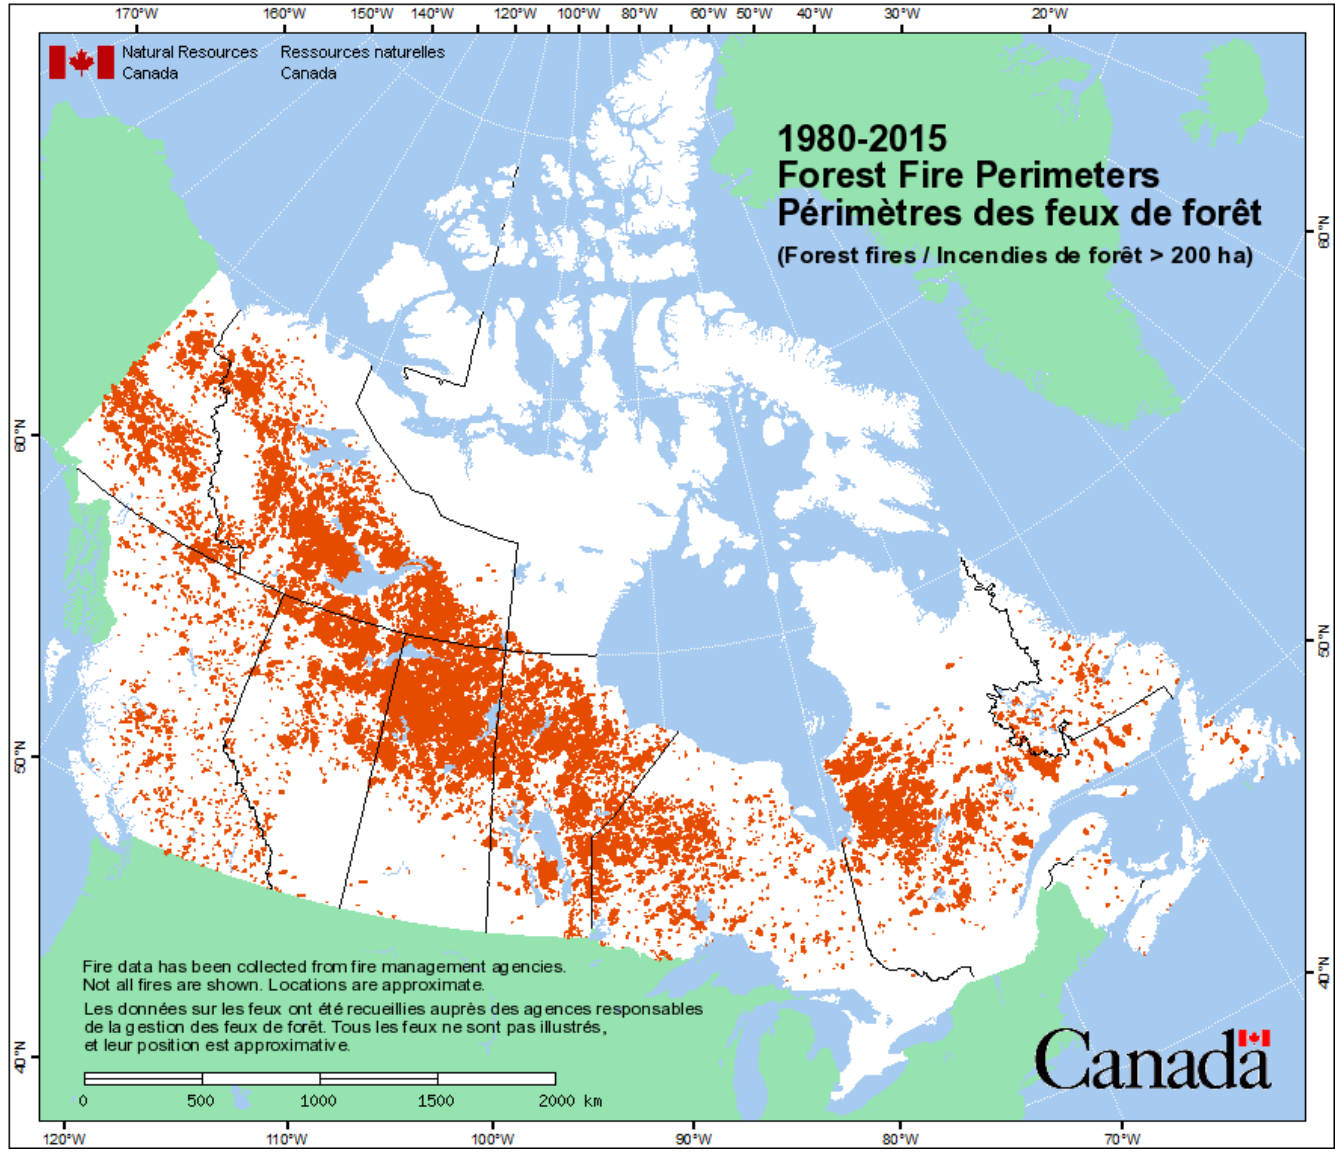 170°W 160°W 150°W 140°W 120°W 100°W 80°W 60°W 50°W 40°W 30°W 20°W
Natural Resources Ressources naturelles
Canada Canada
1980-2015
Forest Fire Perimeters
Périmètres des feux de forêt
(Forest fires / Incendies de forêt > 200 ha)
60°N
60°N
50°N
50°N
40°N
40°N
Fire data has been collected from fire management agencies.
Not all fires are shown. Locations are approximate.
Les données sur les feux ont été recueillies auprès des agences responsables
de la gestion des feux de forêt. Tous les feux ne sont pas illustrés,
et leur position est approximative.
Canada
0 500 1000 1500 2000 km
120°W 110°W 100°W 90°W 80°W 70°W